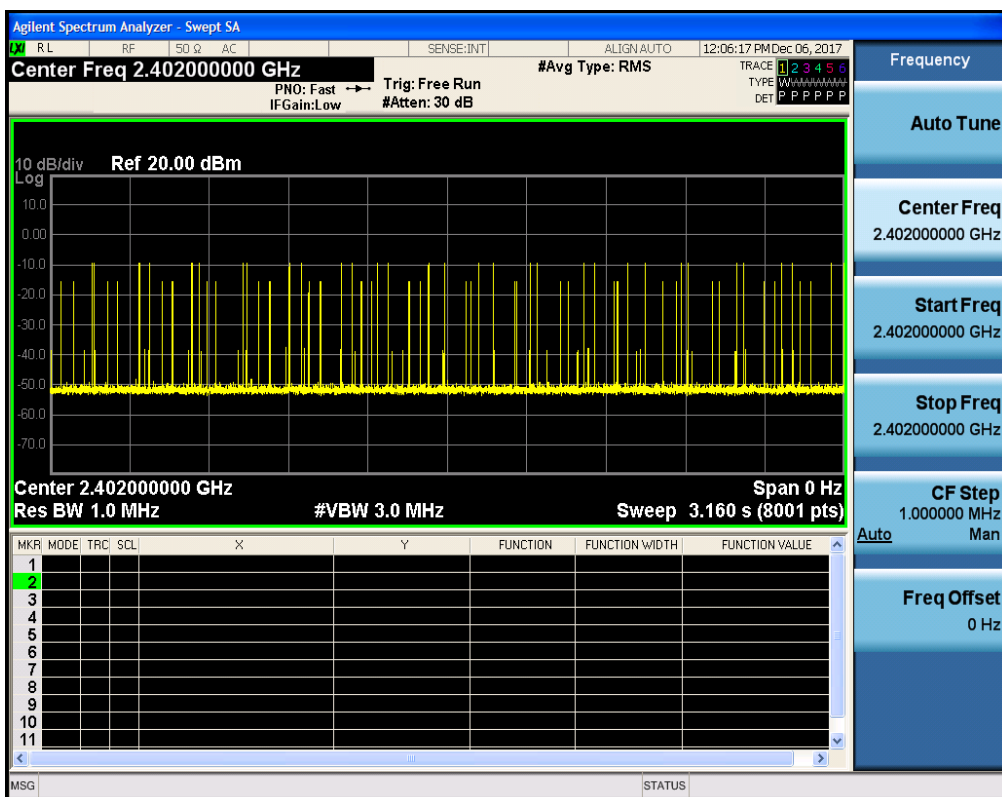 Agilent Spectrum Analyzer - Swept SA
LXI RL RF 50 Ω AC SENSE:INT ALIGN AUTO 12:06:17 PM Dec 06, 2017
Center Freq 2.402000000 GHz
PNO: Fast
IFGain:Low
Trig: Free Run
#Atten: 30 dB
#Avg Type: RMS
TRACE 1 2 3 4 5 6
TYPE W
DET P P P P P P
10 dB/div Ref 20.00 dBm
Log
10.0
0.00
-10.0
-20.0
-30.0
-40.0
-50.0
-60.0
-70.0
Center 2.402000000 GHz Span 0 Hz
Res BW 1.0 MHz #VBW 3.0 MHz Sweep 3.160 s (8001 pts)
MKR MODE TRC SCL X Y FUNCTION FUNCTION WIDTH FUNCTION VALUE
1
2
3
4
5
6
7
8
9
10
11
MSG STATUS
Frequency
Auto Tune
Center Freq
2.402000000 GHz
Start Freq
2.402000000 GHz
Stop Freq
2.402000000 GHz
CF Step
1.000000 MHz
Auto Man
Freq Offset
0 Hz